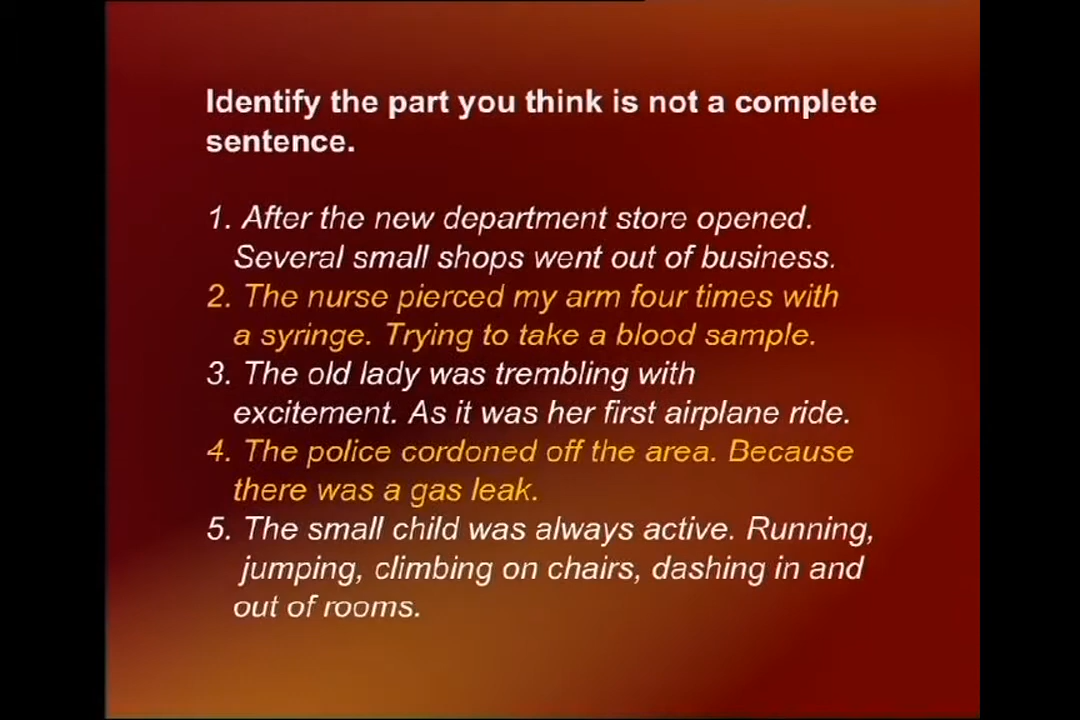 Identify the part you think is not a complete
sentence.
1. After the new department store opened.
Several small shops went out of business.
2. The nurse pierced my arm four times with
a syringe. Trying to take a blood sample.
3. The old lady was trembling with
excitement. As it was her first airplane ride.
4. The police cordoned off the area. Because
there was a gas leak.
5. The small child was always active. Running,
jumping, climbing on chairs, dashing in and
out of rooms.